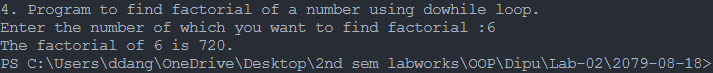 4. Program to find factorial of a number using dowhile loop.
Enter the number of which you want to find factorial :6
The factorial of 6 is 720.
PS C:\Users\ddang\OneDrive\Desktop\2nd sem labworks\OOP\Dipu\Lab-02\2079-08-18>